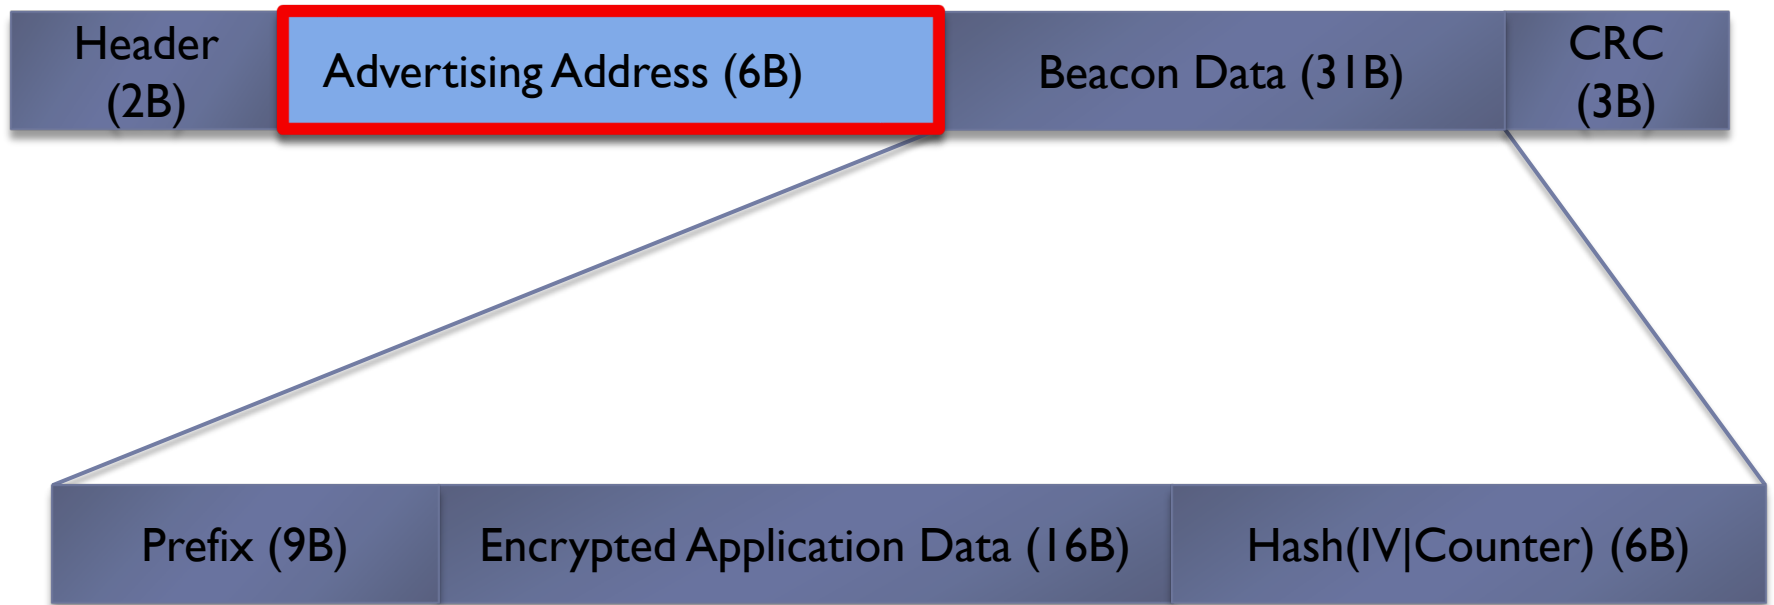 Header
(2B)
Advertising Address (6B)
Beacon Data (31B)
CRC
(3B)
Prefix (9B)
Encrypted Application Data (16B)
Hash(IV|Counter) (6B)